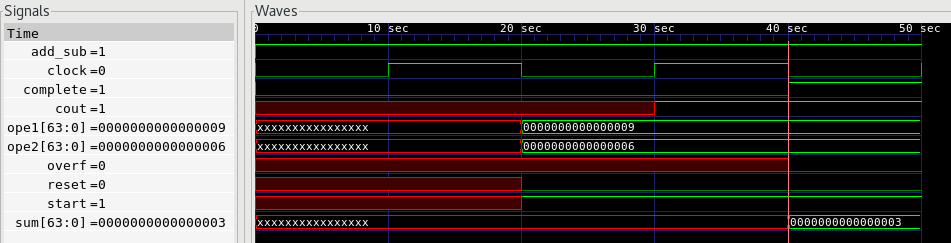 Signals
Waves
Time
0 10 sec 20 sec 30 sec 40 sec 50 sec
add_sub=1
clock=0
complete=1
cout=1
ope1[63:0]=0000000000000009 xxxxxxxxxxxxxxxx 0000000000000009
ope2[63:0]=0000000000000006 xxxxxxxxxxxxxxxx 0000000000000006
overf=0
reset=0
start=1
sum[63:0]=0000000000000003 xxxxxxxxxxxxxxxx 0000000000000003